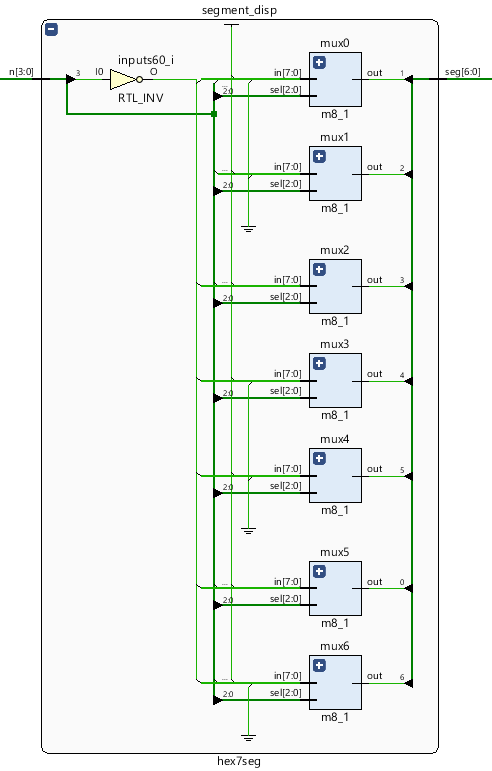 segment_disp
inputs60_i
n[3:0]
3
I0
O
RTL_INV
mux0
in[7:0]
out
1
seg[6:0]
...
2:0
sel[2:0]
m8_1
mux1
...
in[7:0]
out
2
2:0
sel[2:0]
m8_1
mux2
...
in[7:0]
out
3
2:0
sel[2:0]
m8_1
mux3
in[7:0]
out
4
2:0
sel[2:0]
m8_1
mux4
...
in[7:0]
out
5
2:0
sel[2:0]
m8_1
mux5
...
in[7:0]
out
0
2:0
sel[2:0]
m8_1
mux6
...
in[7:0]
out
6
2:0
sel[2:0]
m8_1
hex7seg